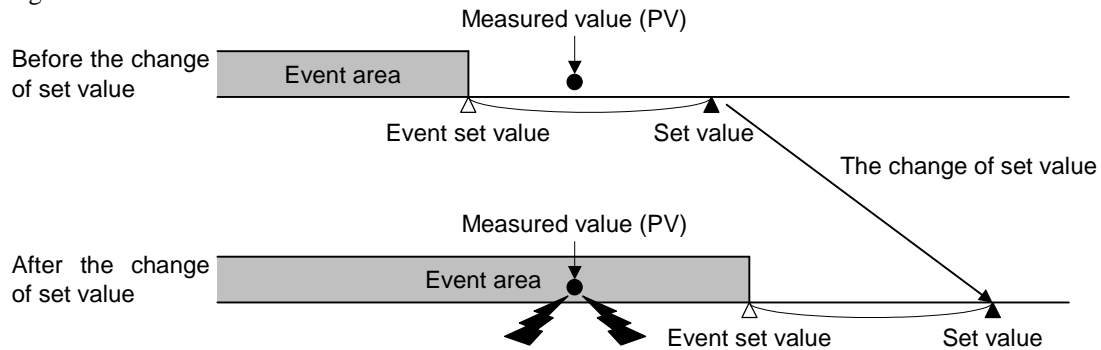 Measured value (PV)
Before the change
of set value
Event area
Event set value
Set value
The change of set value
Measured value (PV)
After the change
of set value
Event area
Event set value
Set value